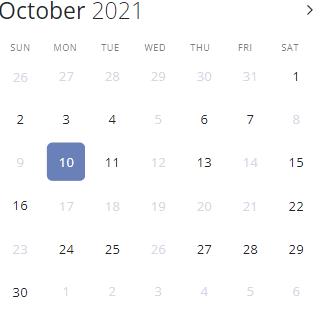 October 2021 >
SUN MON TUE WED THU FRI SAT
26 27 28 29 30 31 1
2 3 4 5 6 7 8
9 10 11 12 13 14 15
16 17 18 19 20 21 22
23 24 25 26 27 28 29
30 1 2 3 4 5 6